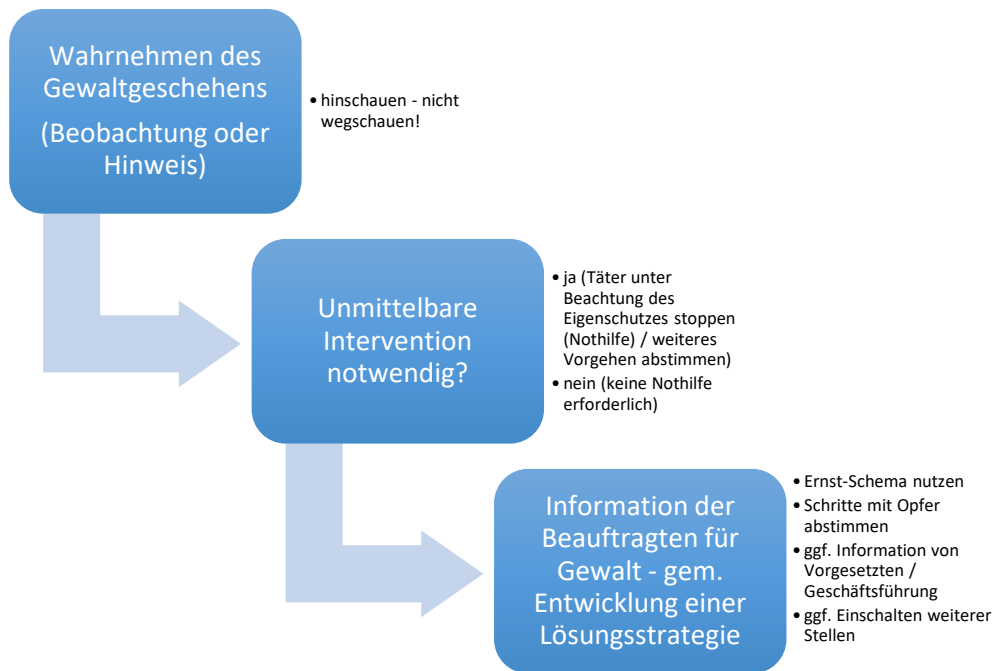 Wahrnehmen des
Gewaltgeschehens
(Beobachtung oder
Hinweis)
• hinschauen - nicht
wegschauen!
Unmittelbare
Intervention
notwendig?
• ja (Täter unter
Beachtung des
Eigenschutzes stoppen
(Nothilfe) / weiteres
Vorgehen abstimmen)
• nein (keine Nothilfe
erforderlich)
Information der
Beauftragten für
Gewalt - gem.
Entwicklung einer
Lösungsstrategie
• Ernst-Schema nutzen
• Schritte mit Opfer
abstimmen
• ggf. Information von
Vorgesetzten /
Geschäftsführung
• ggf. Einschalten weiterer
Stellen